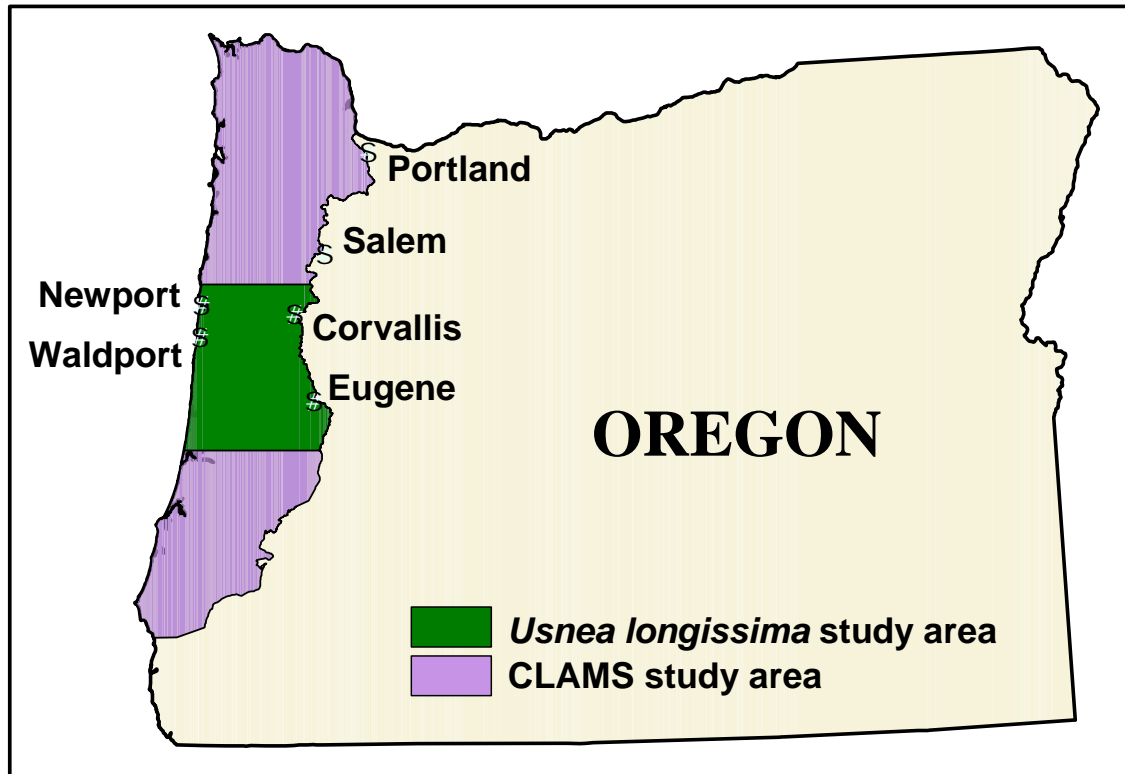 Portland
Salem
Newport
Corvallis
Waldport
Eugene
OREGON
Usnea longissima study area
CLAMS study area